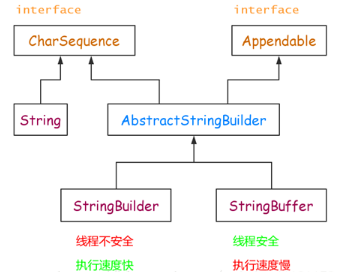 interface interface
CharSequence Appendable
String AbstractStringBuilder
StringBuilder StringBuffer
线程不安全 线程安全
执行速度快 执行速度慢